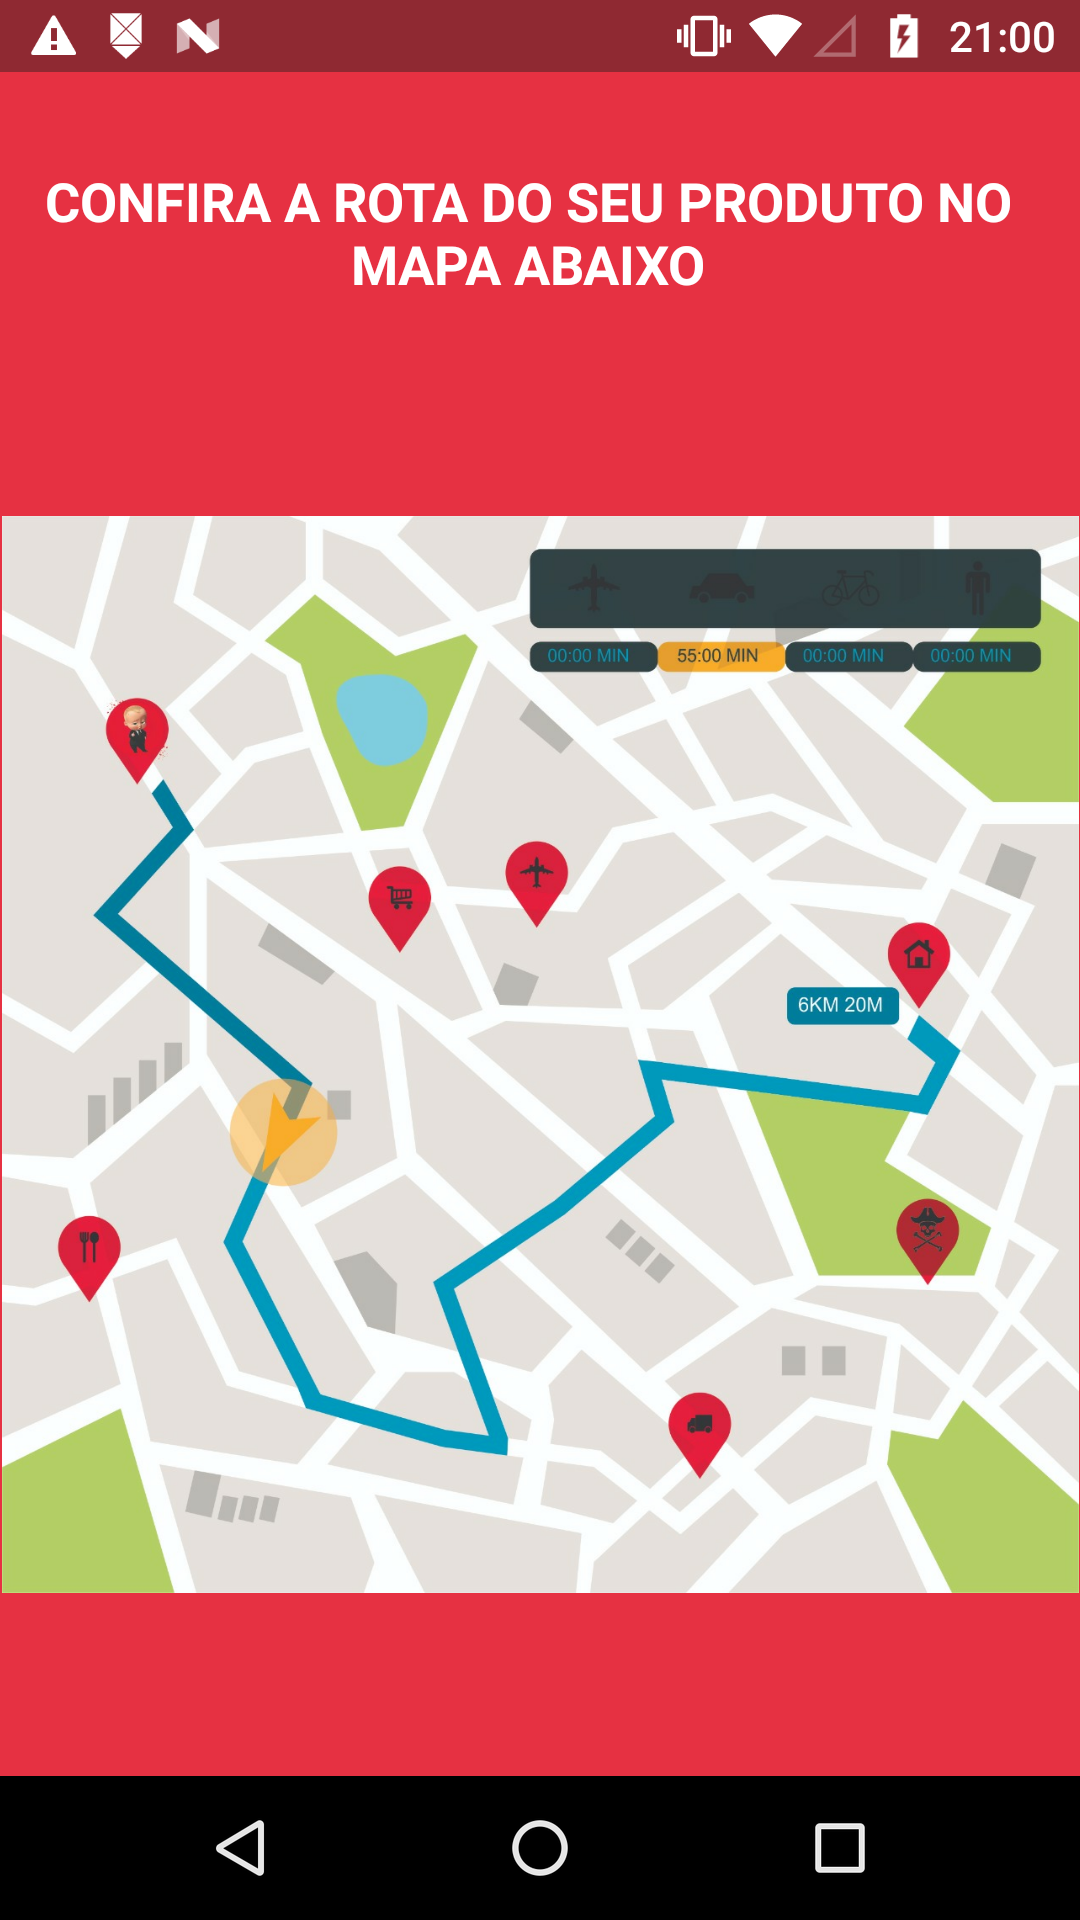 21:00
CONFIRA A ROTA DO SEU PRODUTO NO
MAPA ABAIXO
00:00 MIN 55:00 MIN 00:00 MIN 00:00 MIN
6KM 20M